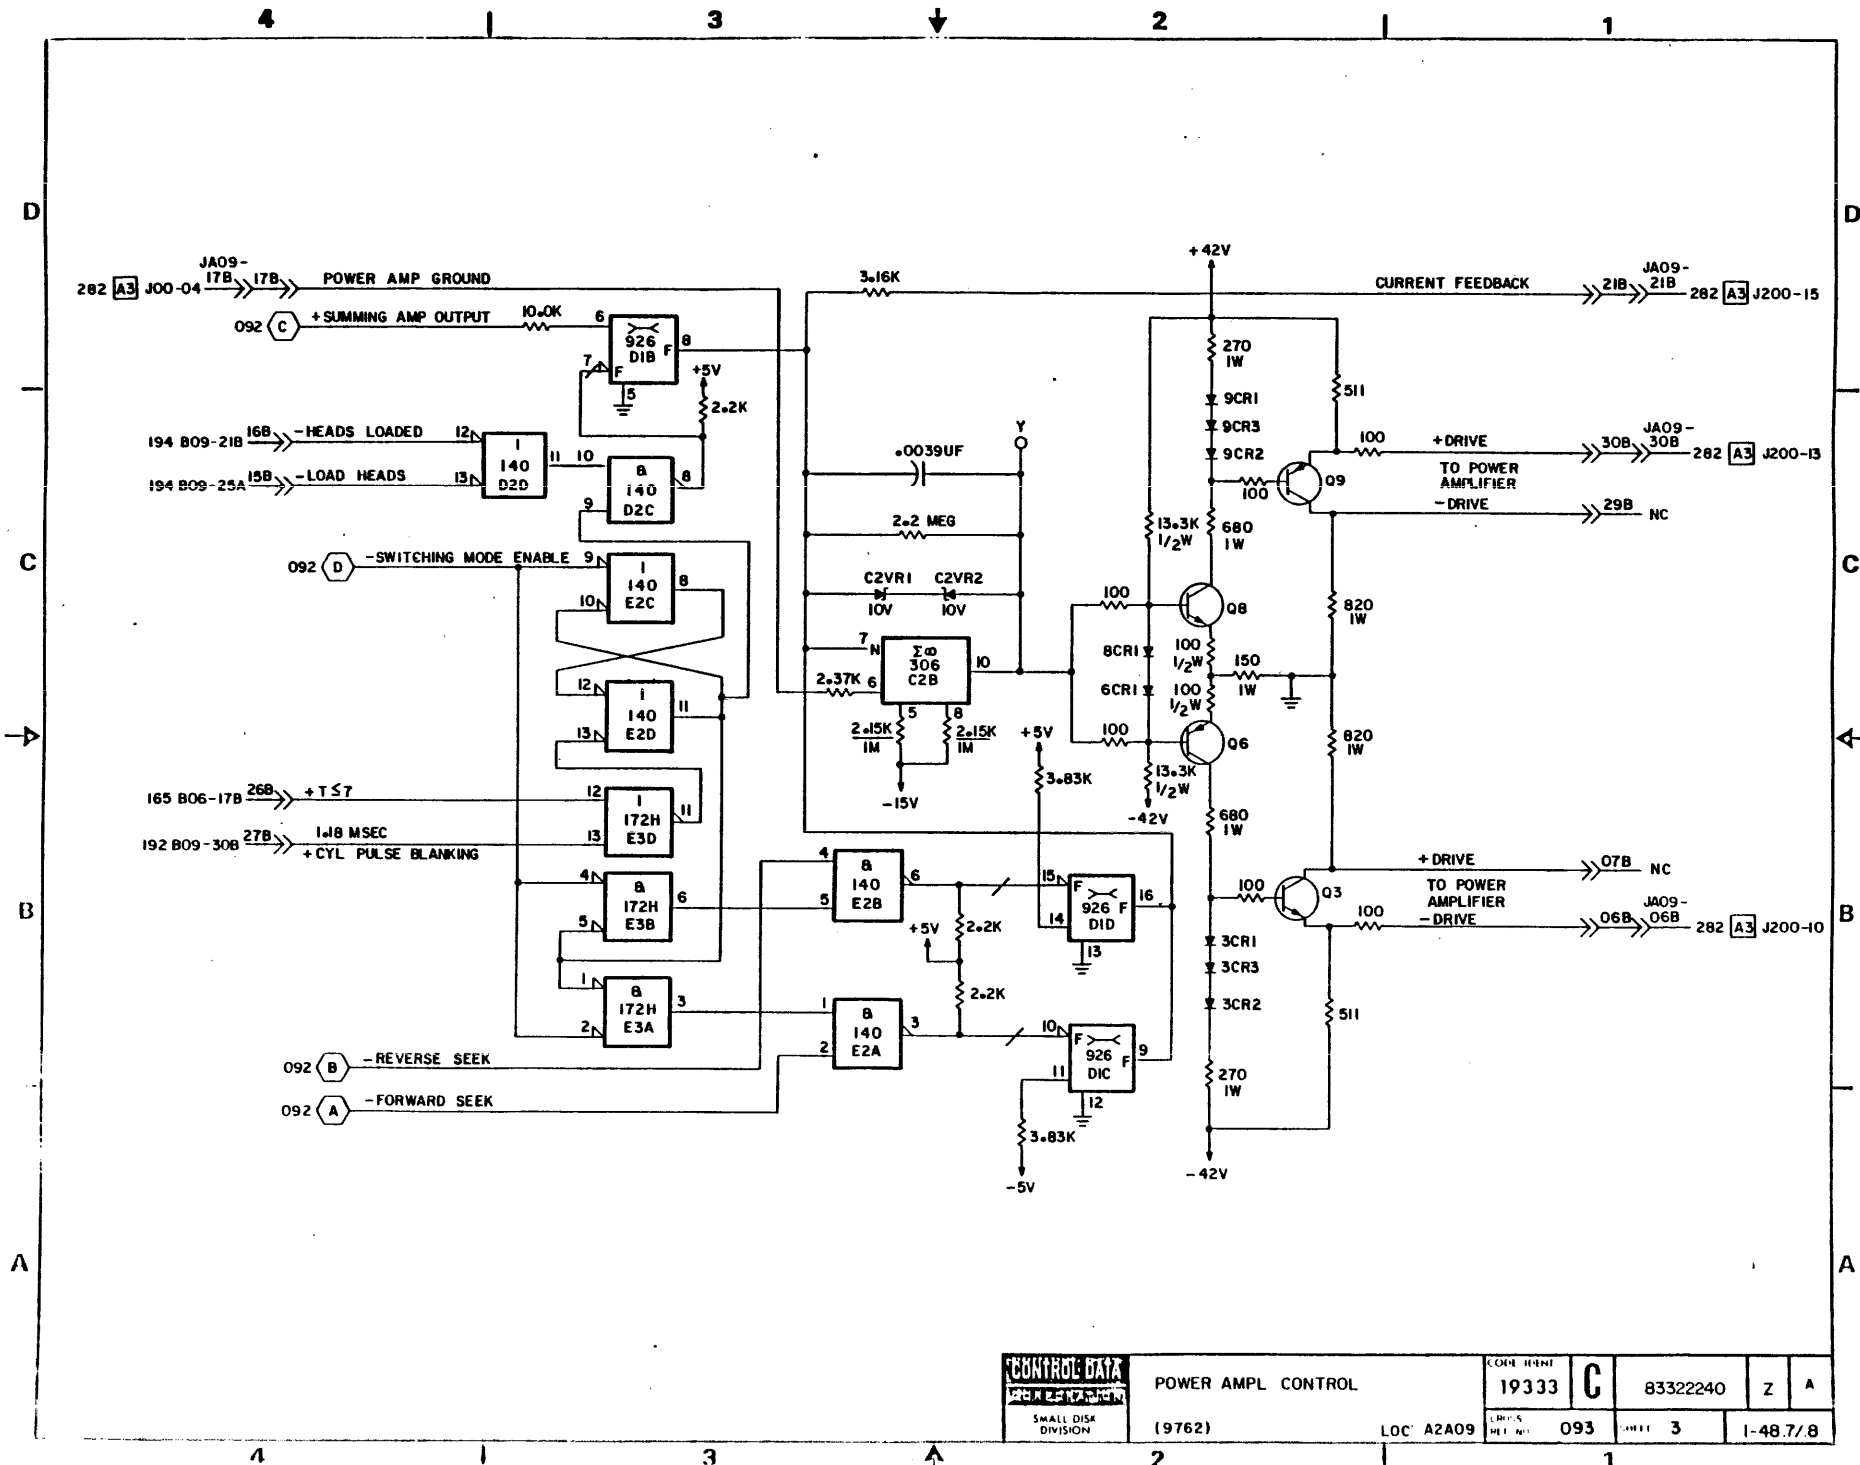 4 3 2 1
D D
C C
B B
A A
+42V
JA09-
17B 17B POWER AMP GROUND
282 A3 J00-04
3.16K
CURRENT FEEDBACK
21B
JA09-
21B
282 A3 J200-15
092 C +SUMMING AMP OUTPUT 10.0K
6
926
D1B
F 8
7 F
5
+5V
2.2K
270
1W
511
9CR1
9CR3
9CR2
194 B09-21B 16B -HEADS LOADED 12
194 B09-25A 15B -LOAD HEADS 13
1
140
D2D
11 10
&
140
D2C
8
9
Y
.0039UF
2.2 MEG
C2VR1 C2VR2
10V 10V
100 +DRIVE 30B
JA09-
30B
282 A3 J200-13
TO POWER
AMPLIFIER
-DRIVE 29B NC
100
Q9
13.3K
1/2W
680
1W
092 D -SWITCHING MODE ENABLE 9
1
140
E2C
8
10
12
1
140
E2D
11
13
7 N
Σ∞
306
C2B
10
2.37K 6
5 8
2.15K
1M
2.15K
1M
-15V
100
Q8
8CR1
100
1/2W
150
1W
6CR1
100
1/2W
820
1W
820
1W
100
Q6
13.3K
1/2W
-42V
680
1W
+5V
3.83K
165 B06-17B 26B +T≤7 12
1
172H
E3D
11
192 B09-30B 27B 1.18 MSEC
+CYL PULSE BLANKING
13
4
&
172H
E3B
6
5
1
&
172H
E3A
3
2
4
&
140
E2B
6
5
1
&
140
E2A
3
2
+5V
2.2K
2.2K
15 F
926 F
D1D
16
14
13
10 F
926
D1C
F 9
11
12
3.83K
-5V
100
Q3
+DRIVE 07B NC
TO POWER
AMPLIFIER
100 -DRIVE 06B
JA09-
06B
282 A3 J200-10
3CR1
3CR3
3CR2
511
270
1W
-42V
092 B -REVERSE SEEK
092 A -FORWARD SEEK
CONTROL DATA
CORPORATION
SMALL DISK
DIVISION
POWER AMPL CONTROL
(9762) LOC A2A09
CODE IDENT
19333 C 83322240 Z A
CROSS
REF NO. 093 SHEET 3 1-48.7/.8
4 3 2 1